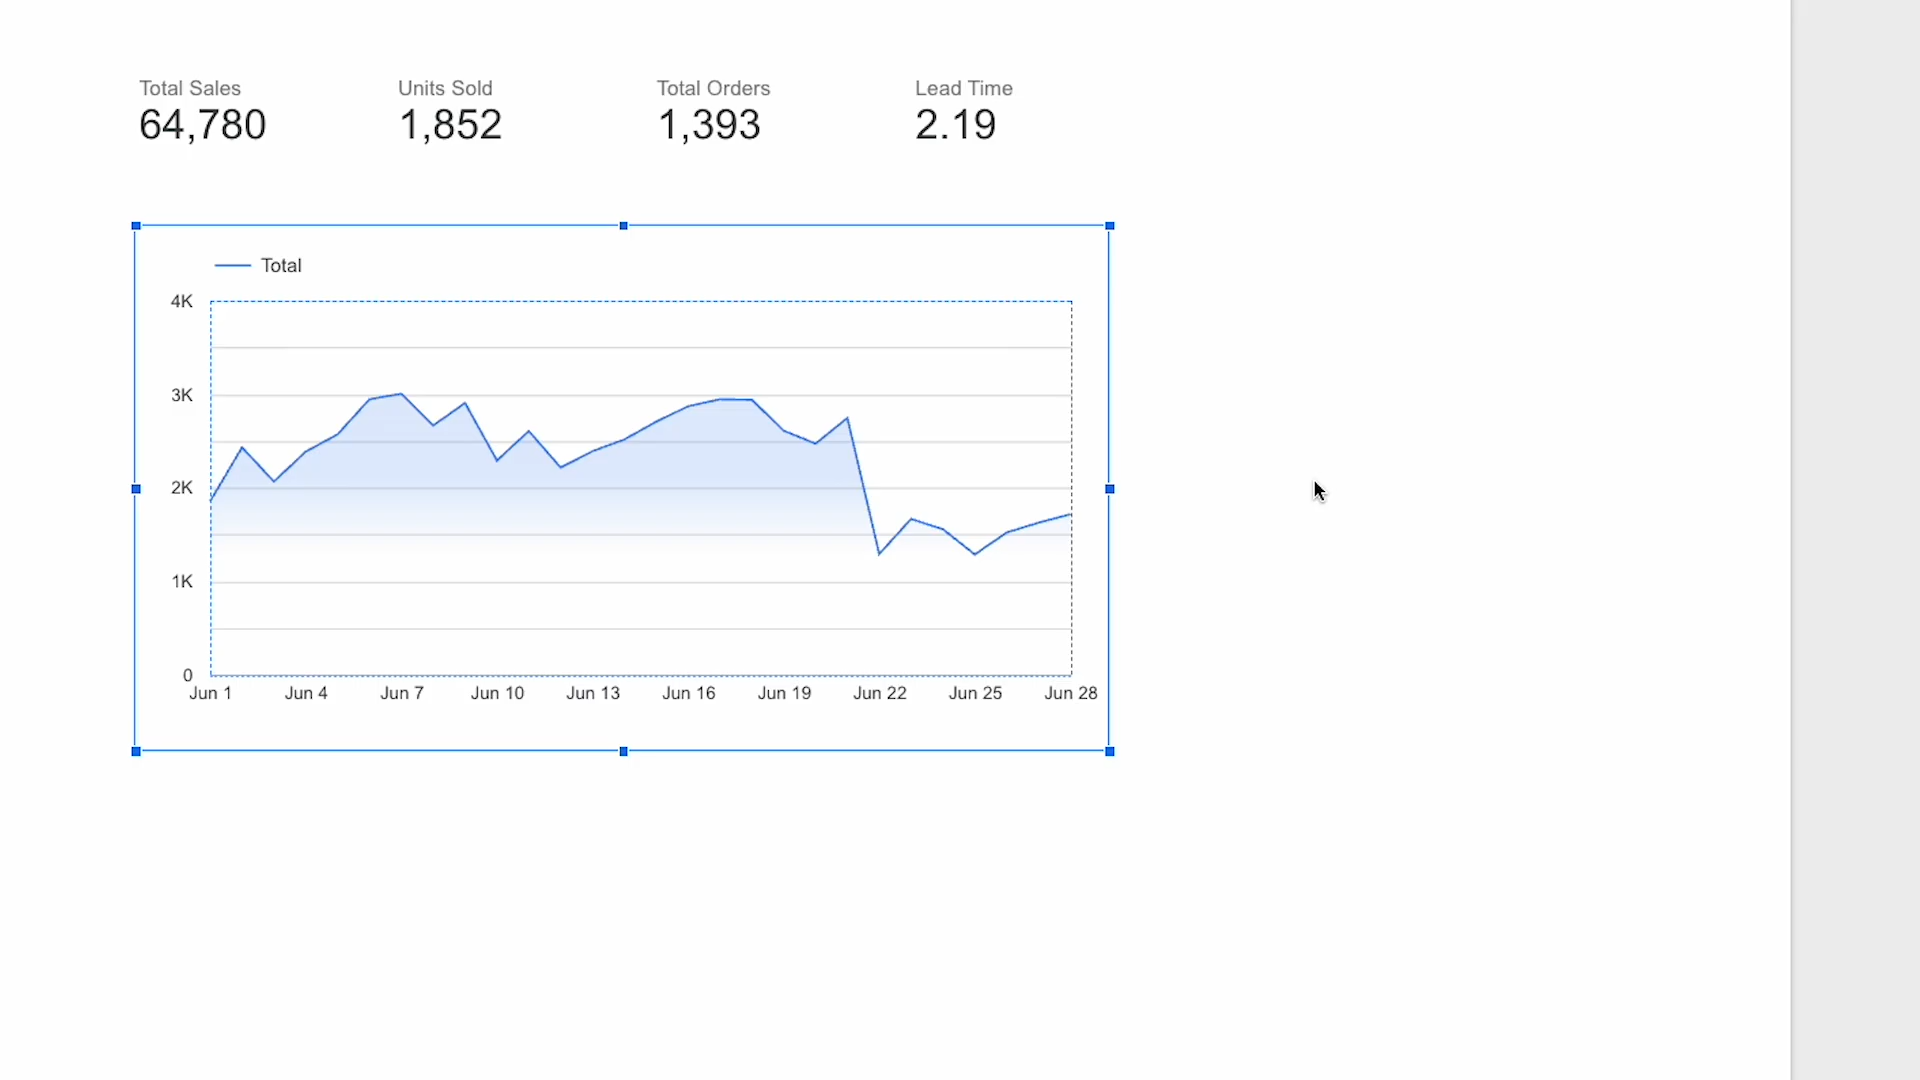 Total Sales Units Sold Total Orders Lead Time
64,780 1,852 1,393 2.19
Total
4K
3K
2K
1K
0
Jun 1 Jun 4 Jun 7 Jun 10 Jun 13 Jun 16 Jun 19 Jun 22 Jun 25 Jun 28